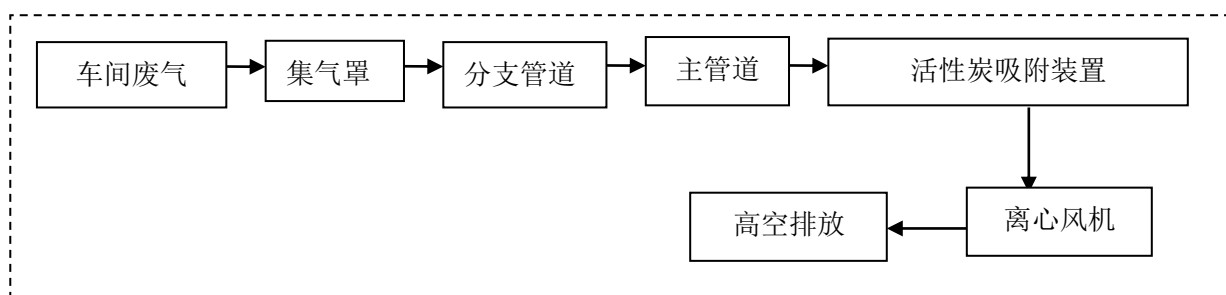 车间废气
集气罩
分支管道
主管道
活性炭吸附装置
离心风机
高空排放